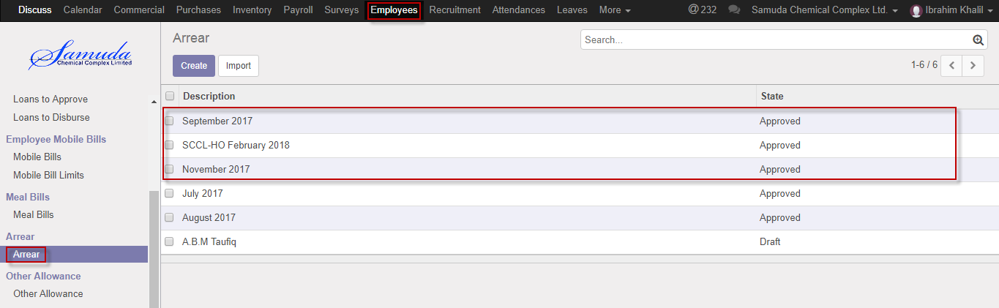 Discuss Calendar Commercial Purchases Inventory Payroll Surveys Employees Recruitment Attendances Leaves More @ 232 Samuda Chemical Complex Ltd. Ibrahim Khalil
Samuda
Chemical Complex Limited
Loans to Approve
Loans to Disburse
Employee Mobile Bills
Mobile Bills
Mobile Bill Limits
Meal Bills
Meal Bills
Arrear
Arrear
Other Allowance
Other Allowance
Arrear
Search...
Create Import
1-6 / 6
Description State
September 2017 Approved
SCCL-HO February 2018 Approved
November 2017 Approved
July 2017 Approved
August 2017 Approved
A.B.M Taufiq Draft